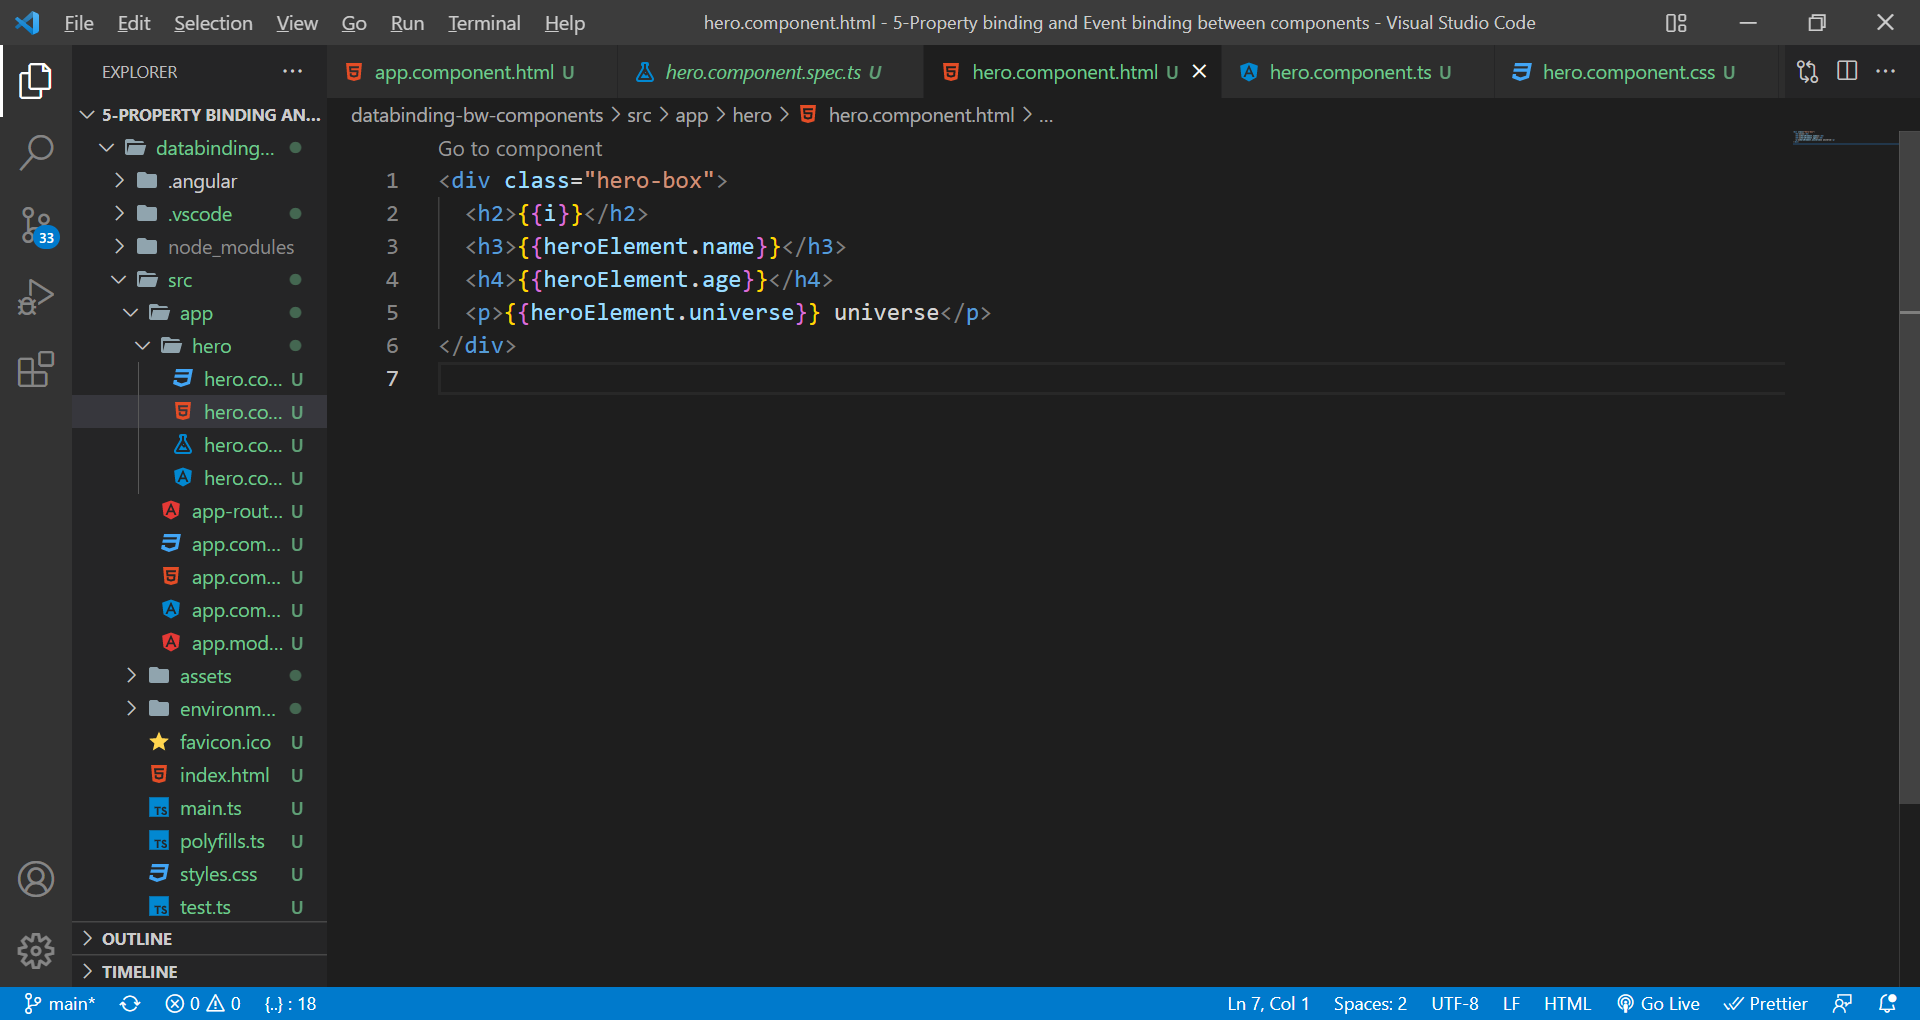 File Edit Selection View Go Run Terminal Help hero.component.html - 5-Property binding and Event binding between components - Visual Studio Code
EXPLORER
app.component.html U hero.component.spec.ts U hero.component.html U hero.component.ts U hero.component.css U
5-PROPERTY BINDING AN...
databinding-bw-components > src > app > hero > hero.component.html > ...
databinding...
.angular
.vscode
node_modules
src
app
hero
hero.co... U
hero.co... U
hero.co... U
hero.co... U
app-rout... U
app.com... U
app.com... U
app.com... U
app.mod... U
assets
environm...
favicon.ico U
index.html U
main.ts U
polyfills.ts U
styles.css U
test.ts U
OUTLINE
TIMELINE
33
Go to component
1 <div class="hero-box">
2 <h2>{{i}}</h2>
3 <h3>{{heroElement.name}}</h3>
4 <h4>{{heroElement.age}}</h4>
5 <p>{{heroElement.universe}} universe</p>
6 </div>
7
main* 0 0 {..} : 18 Ln 7, Col 1 Spaces: 2 UTF-8 LF HTML Go Live Prettier